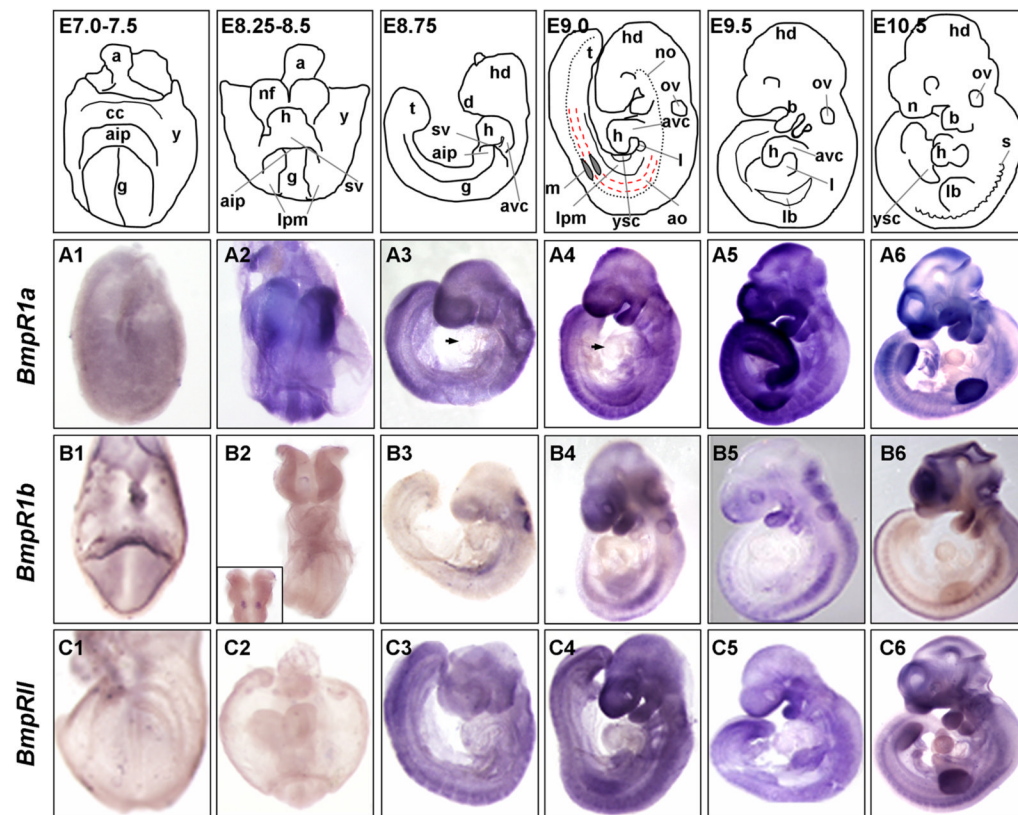 E7.0-7.5 E8.25-8.5 E8.75 E9.0 E9.5 E10.5
a cc aip y g
a nf h y aip g sv lpm
hd t d h sv aip g avc
t hd no ov h avc l m lpm ysc ao
hd ov b h avc l lb
hd ov n b h s lb ysc
BmpR1a
A1 A2 A3 A4 A5 A6
BmpR1b
B1 B2 B3 B4 B5 B6
BmpRII
C1 C2 C3 C4 C5 C6